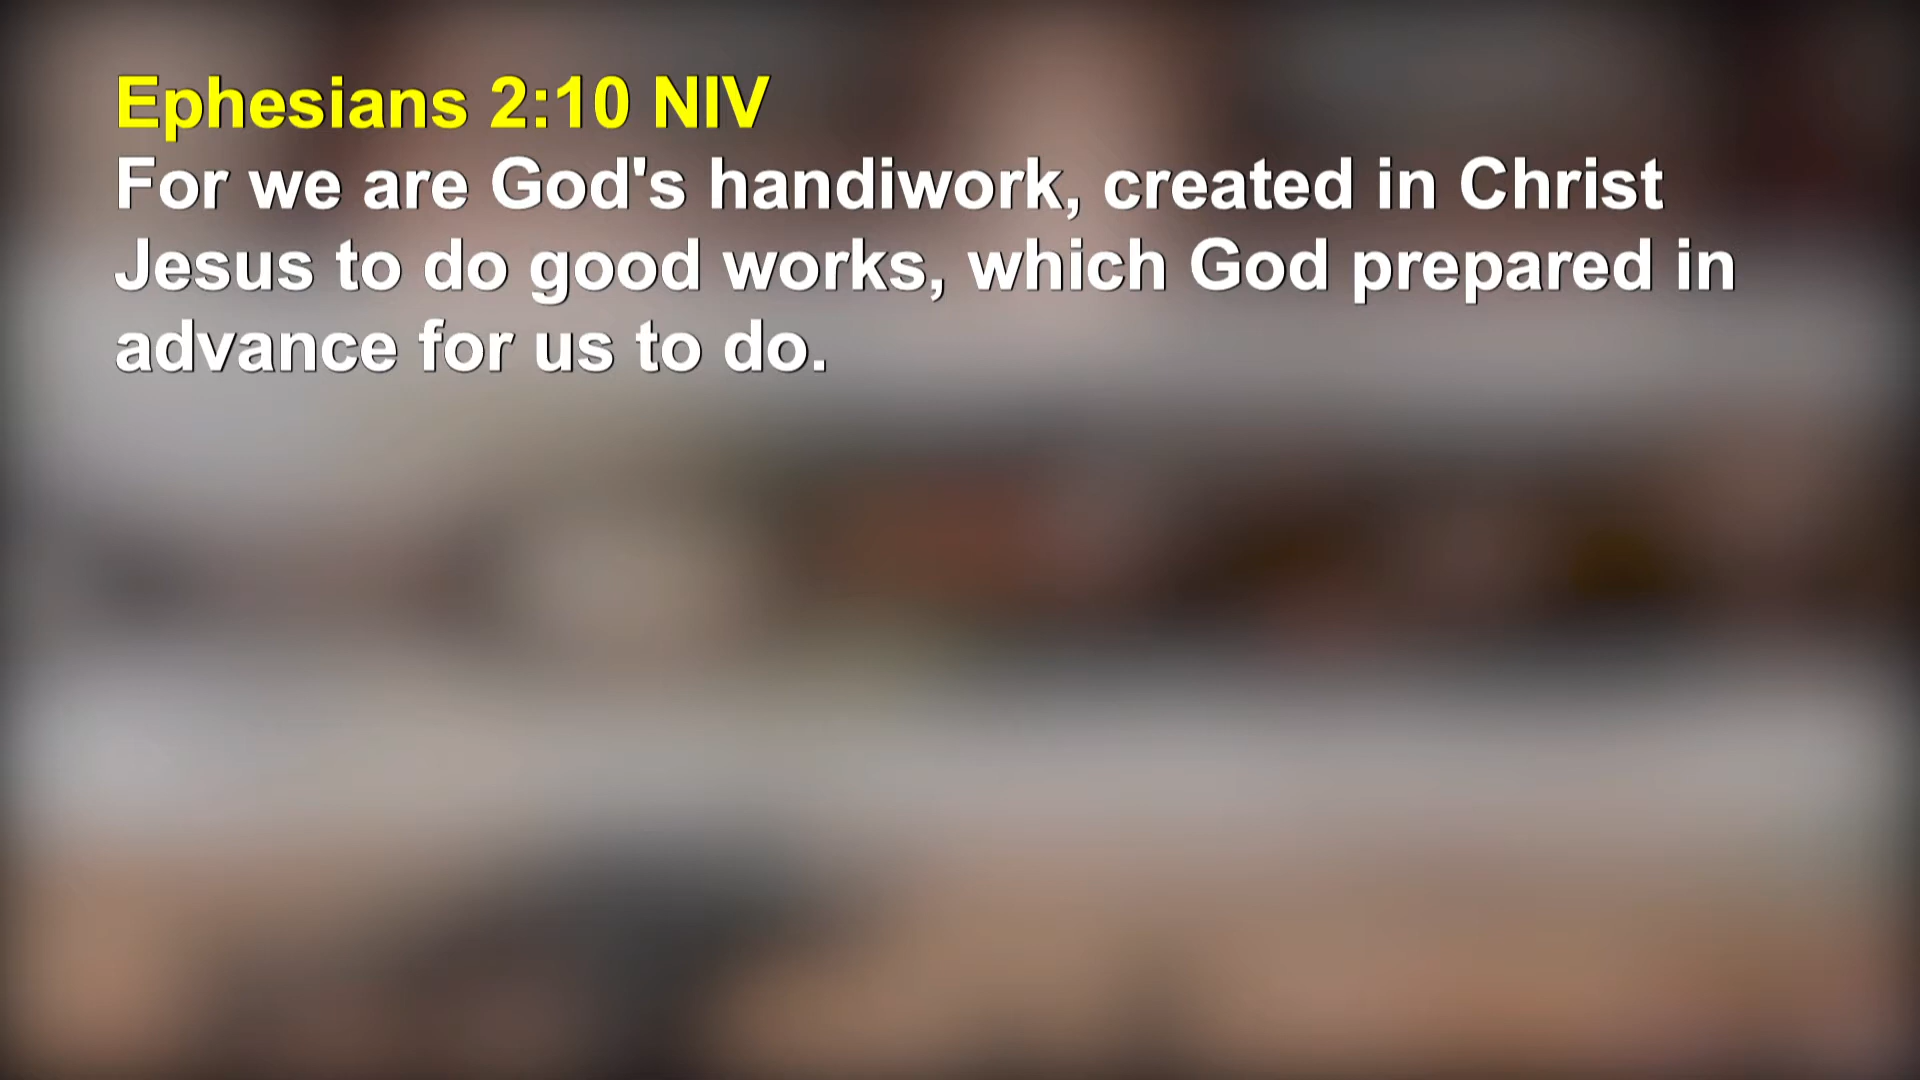 Ephesians 2:10 NIV
For we are God's handiwork, created in Christ
Jesus to do good works, which God prepared in
advance for us to do.